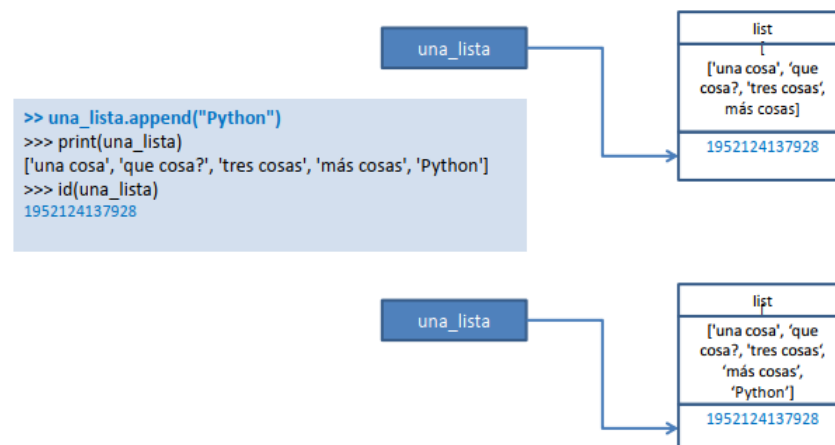 una_lista
list
['una cosa', ‘que
cosa?, 'tres cosas‘,
más cosas]
1952124137928
>> una_lista.append("Python")
>>> print(una_lista)
['una cosa', 'que cosa?', 'tres cosas', 'más cosas', 'Python']
>>> id(una_lista)
1952124137928
una_lista
list
['una cosa', ‘que
cosa?, 'tres cosas‘,
‘más cosas’,
‘Python’]
1952124137928